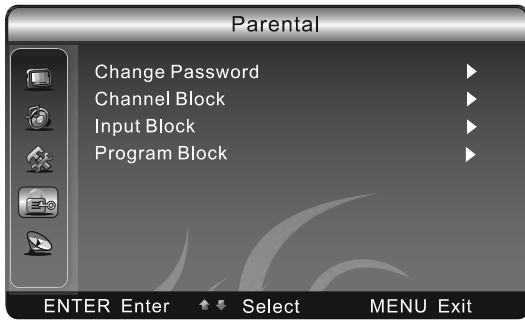 Parental
Change Password
Channel Block
Input Block
Program Block
ENTER Enter Select MENU Exit